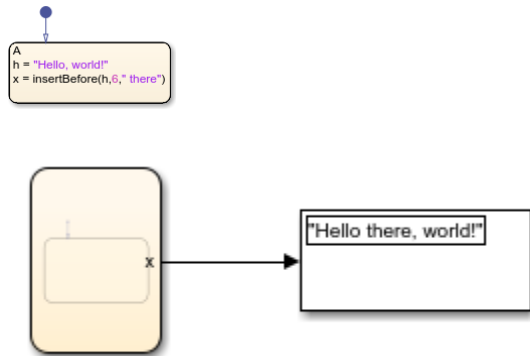 A
h = "Hello, world!"
x = insertBefore(h,6," there")
x
"Hello there, world!"